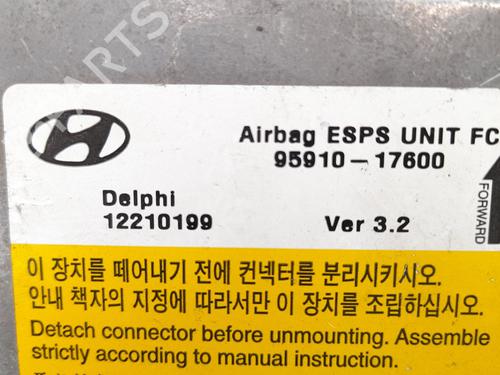 PARTS
Airbag ESPS UNIT FC
95910-17600
Delphi
12210199
Ver 3.2
FORWARD
이 장치를 떼어내기 전에 컨넥터를 분리시키시오.
안내 책자의 지정에 따라서만 이 장치를 조립하십시오.
Detach connector before unmounting. Assemble
strictly according to manual instruction.